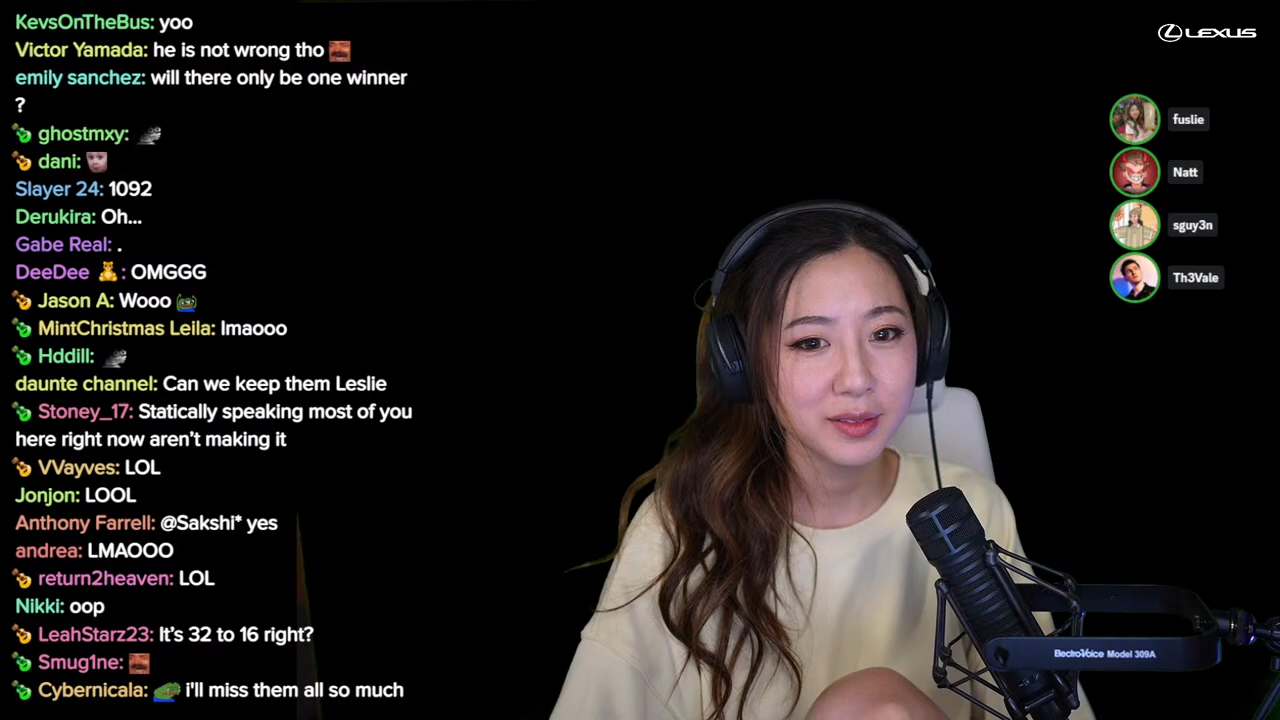 KevsOnTheBus: yoo
Victor Yamada: he is not wrong tho
emily sanchez: will there only be one winner
?
ghostmxy:
dani:
Slayer 24: 1092
Derukira: Oh...
Gabe Real: .
DeeDee : OMGGG
Jason A: Wooo
MintChristmas Leila: lmaooo
Hddill:
daunte channel: Can we keep them Leslie
Stoney_17: Statically speaking most of you
here right now aren't making it
VVayves: LOL
Jonjon: LOOL
Anthony Farrell: @Sakshi* yes
andrea: LMAOOO
return2heaven: LOL
Nikki: oop
LeahStarz23: It's 32 to 16 right?
Smug1ne:
Cybernicala: i'll miss them all so much
LEXUS
fuslie
Natt
sguy3n
Th3Vale
ElectroVoice Model 309A